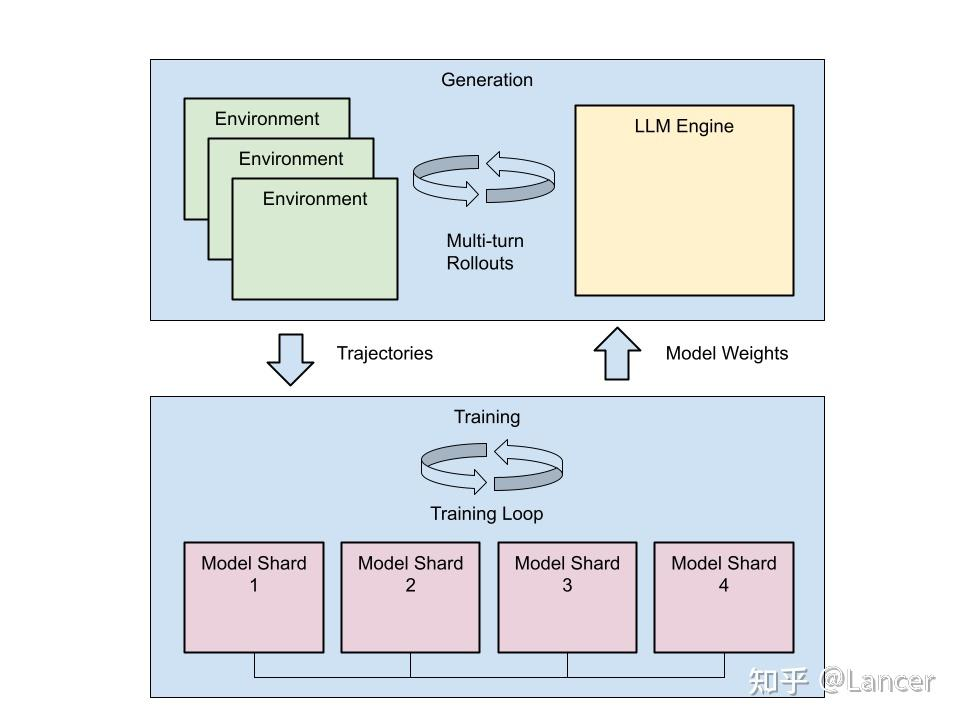 Generation
Environment
Environment
Environment
LLM Engine
Multi-turn
Rollouts
Trajectories
Model Weights
Training
Training Loop
Model Shard
1
Model Shard
2
Model Shard
3
Model Shard
4
知乎 @Lancer